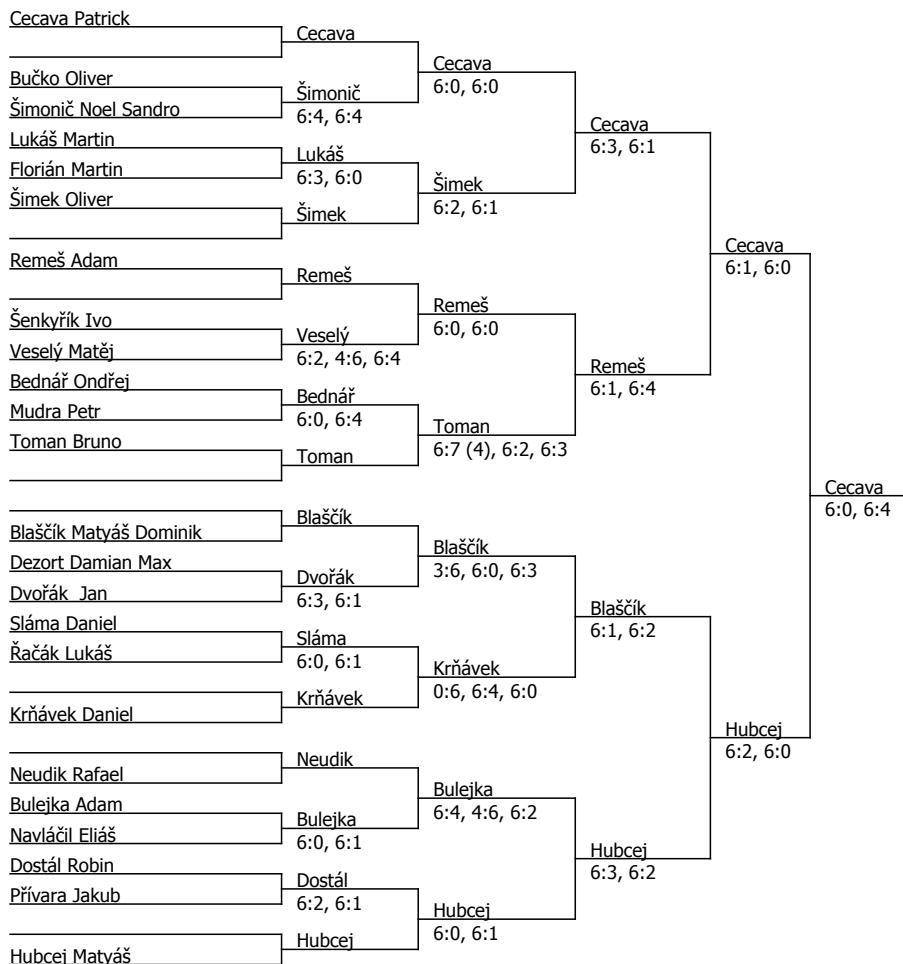 Cecava Patrick
Bučko Oliver
Šimonič Noel Sandro
Lukáš Martin
Florián Martin
Šimek Oliver
Remeš Adam
Šenkyřík Ivo
Veselý Matěj
Bednář Ondřej
Mudra Petr
Toman Bruno
Blaščík Matyáš Dominik
Dezort Damian Max
Dvořák  Jan
Sláma Daniel
Řačák Lukáš
Krňávek Daniel
Neudik Rafael
Bulejka Adam
Navláčil Eliáš
Dostál Robin
Přívara Jakub
Hubcej Matyáš
Cecava
Šimonič
6:4, 6:4
Lukáš
6:3, 6:0
Šimek
Remeš
Veselý
6:2, 4:6, 6:4
Bednář
6:0, 6:4
Toman
Blaščík
Dvořák
6:3, 6:1
Sláma
6:0, 6:1
Krňávek
Neudik
Bulejka
6:0, 6:1
Dostál
6:2, 6:1
Hubcej
Cecava
6:0, 6:0
Šimek
6:2, 6:1
Remeš
6:0, 6:0
Toman
6:7 (4), 6:2, 6:3
Blaščík
3:6, 6:0, 6:3
Krňávek
0:6, 6:4, 6:0
Bulejka
6:4, 4:6, 6:2
Hubcej
6:0, 6:1
Cecava
6:3, 6:1
Remeš
6:1, 6:4
Blaščík
6:1, 6:2
Hubcej
6:3, 6:2
Cecava
6:1, 6:0
Hubcej
6:2, 6:0
Cecava
6:0, 6:4